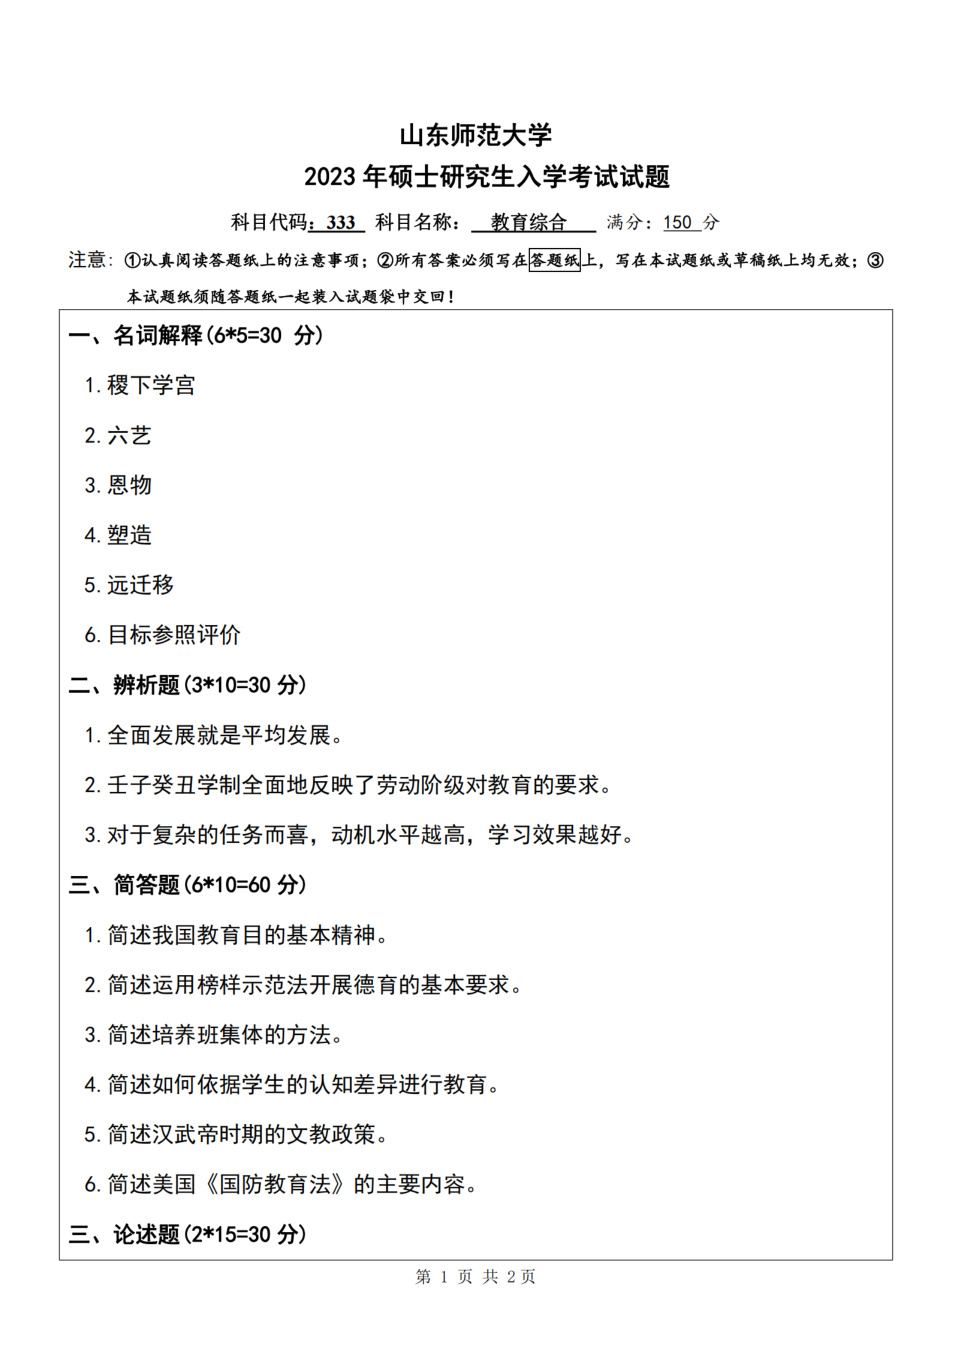 山东师范大学
2023 年硕士研究生入学考试试题
科目代码：333 科目名称： 教育综合 满分：150 分
注意：①认真阅读答题纸上的注意事项；②所有答案必须写在答题纸上，写在本试题纸或草稿纸上均无效；③
本试题纸须随答题纸一起装入试题袋中交回！
一、名词解释(6*5=30 分)
1.稷下学宫
2.六艺
3.恩物
4.塑造
5.远迁移
6.目标参照评价
二、辨析题(3*10=30 分)
1.全面发展就是平均发展。
2.壬子癸丑学制全面地反映了劳动阶级对教育的要求。
3.对于复杂的任务而喜，动机水平越高，学习效果越好。
三、简答题(6*10=60 分)
1.简述我国教育目的基本精神。
2.简述运用榜样示范法开展德育的基本要求。
3.简述培养班集体的方法。
4.简述如何依据学生的认知差异进行教育。
5.简述汉武帝时期的文教政策。
6.简述美国《国防教育法》的主要内容。
三、论述题(2*15=30 分)
第 1 页 共 2 页